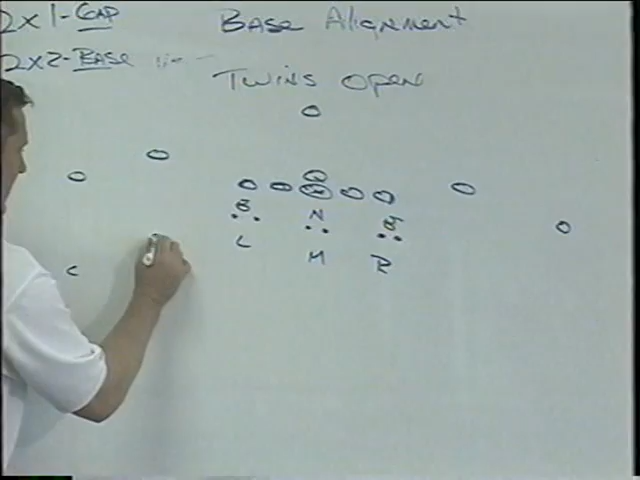 2x1-GAP
Base Alignment
2x2-BASE
Twins Open
B N B
L M R
C